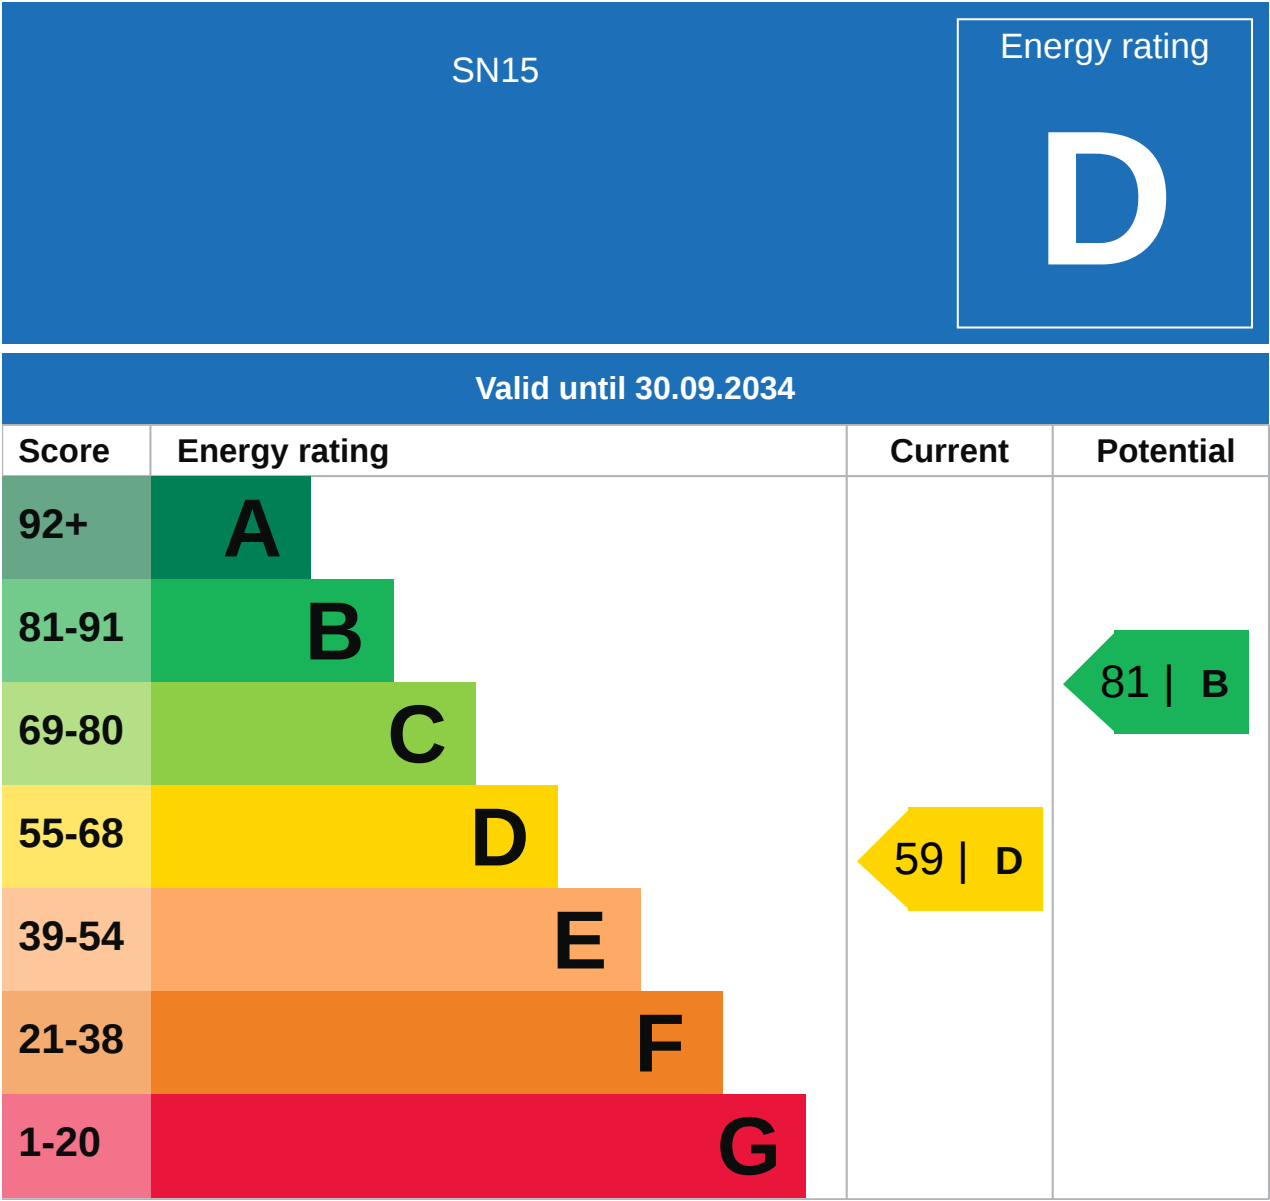 SN15
Energy rating
D
Valid until 30.09.2034
Score Energy rating Current Potential
92+ A
81-91 B
81 | B
69-80 C
55-68 D
59 | D
39-54 E
21-38 F
1-20 G